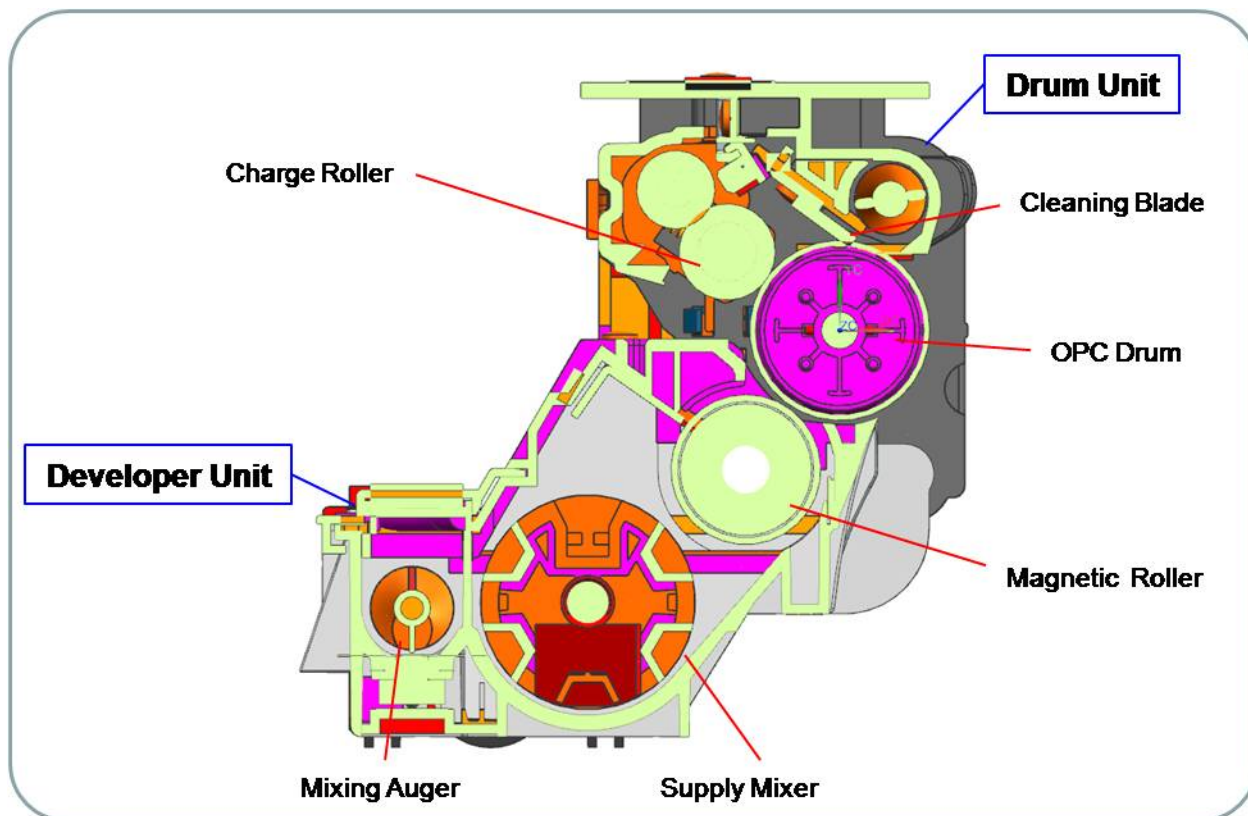 Drum Unit
Charge Roller
Cleaning Blade
OPC Drum
Developer Unit
Magnetic Roller
Mixing Auger
Supply Mixer